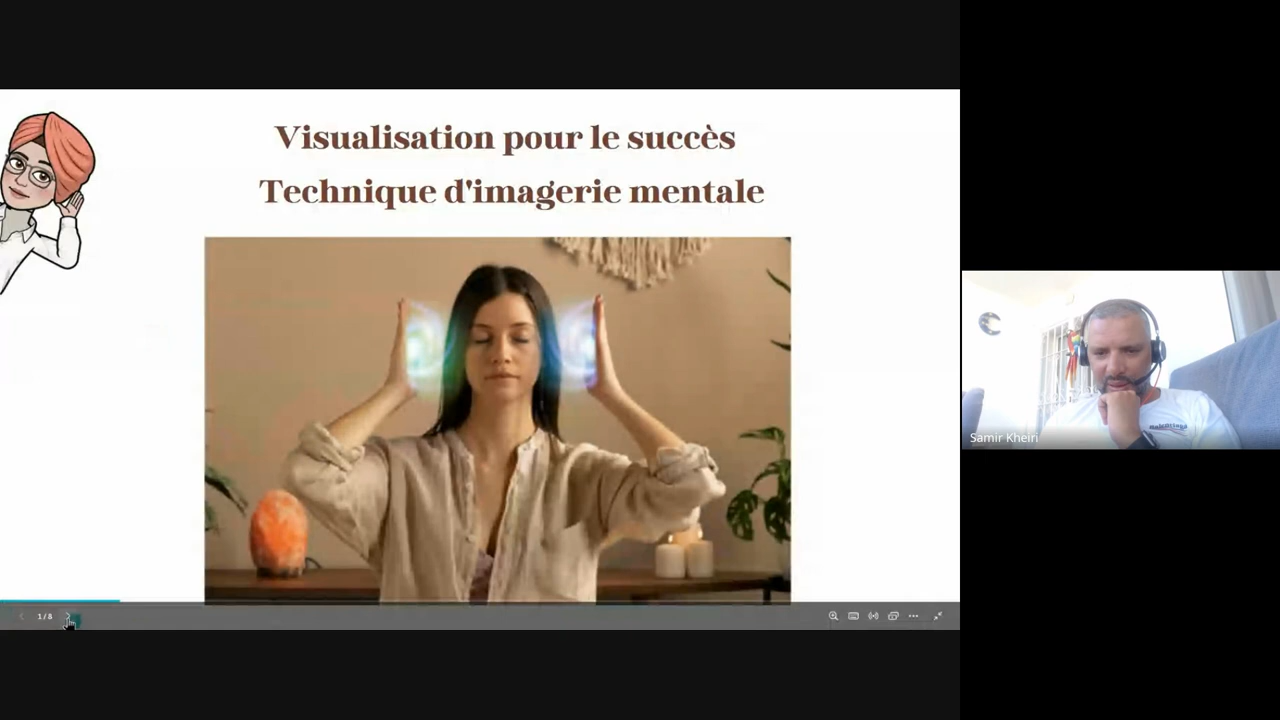 Visualisation pour le succès
Technique d'imagerie mentale
Samir Kheiri
1/8